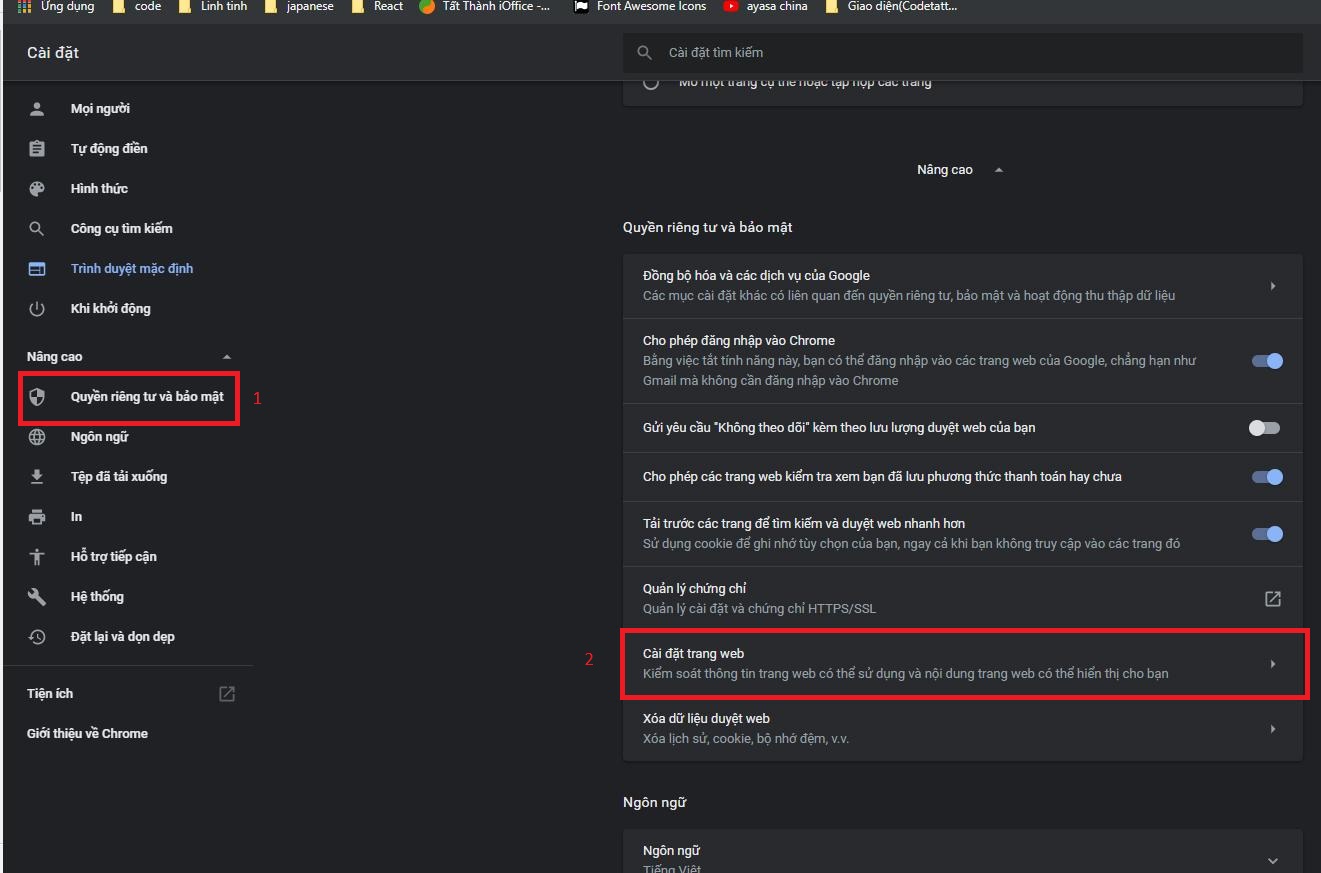 Ứng dụng code Linh tinh japanese React Tất Thành iOffice -... Font Awesome Icons ayasa china Giao diện(Codetatt...
Cài đặt
Cài đặt tìm kiếm
Mở một trang cụ thể hoặc tập hợp các trang
Mọi người
Tự động điền
Hình thức
Công cụ tìm kiếm
Trình duyệt mặc định
Khi khởi động
Nâng cao
Quyền riêng tư và bảo mật 1
Ngôn ngữ
Tệp đã tải xuống
In
Hỗ trợ tiếp cận
Hệ thống
Đặt lại và dọn dẹp
Tiện ích
Giới thiệu về Chrome
Nâng cao
Quyền riêng tư và bảo mật
Đồng bộ hóa và các dịch vụ của Google
Các mục cài đặt khác có liên quan đến quyền riêng tư, bảo mật và hoạt động thu thập dữ liệu
Cho phép đăng nhập vào Chrome
Bằng việc tắt tính năng này, bạn có thể đăng nhập vào các trang web của Google, chẳng hạn như
Gmail mà không cần đăng nhập vào Chrome
Gửi yêu cầu "Không theo dõi" kèm theo lưu lượng duyệt web của bạn
Cho phép các trang web kiểm tra xem bạn đã lưu phương thức thanh toán hay chưa
Tải trước các trang để tìm kiếm và duyệt web nhanh hơn
Sử dụng cookie để ghi nhớ tùy chọn của bạn, ngay cả khi bạn không truy cập vào các trang đó
Quản lý chứng chỉ
Quản lý cài đặt và chứng chỉ HTTPS/SSL
2
Cài đặt trang web
Kiểm soát thông tin trang web có thể sử dụng và nội dung trang web có thể hiển thị cho bạn
Xóa dữ liệu duyệt web
Xóa lịch sử, cookie, bộ nhớ đệm, v.v.
Ngôn ngữ
Ngôn ngữ
Tiếng Việt